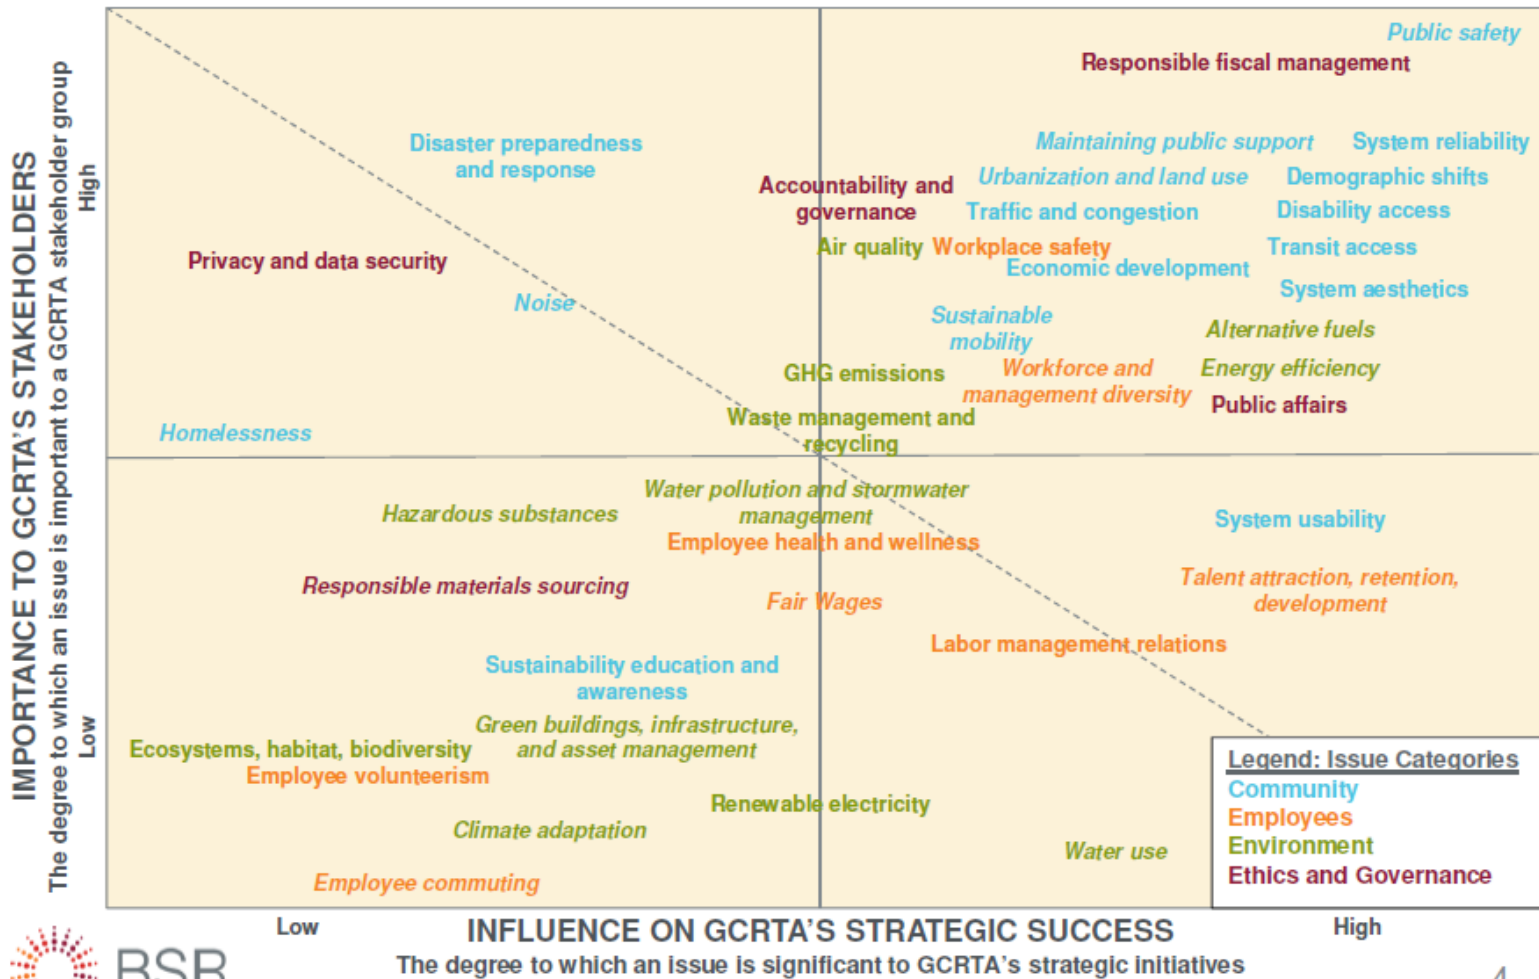 IMPORTANCE TO GCRTA'S STAKEHOLDERS
The degree to which an issue is important to a GCRTA stakeholder group
High
Low
Public safety
Responsible fiscal management
Disaster preparedness
and response
Maintaining public support
System reliability
Accountability and
governance
Urbanization and land use
Demographic shifts
Traffic and congestion
Disability access
Privacy and data security
Air quality
Workplace safety
Transit access
Economic development
Noise
System aesthetics
Sustainable
mobility
Alternative fuels
GHG emissions
Workforce and
management diversity
Energy efficiency
Public affairs
Waste management and
recycling
Homelessness
Water pollution and stormwater
management
Hazardous substances
System usability
Employee health and wellness
Responsible materials sourcing
Fair Wages
Talent attraction, retention,
development
Labor management relations
Sustainability education and
awareness
Green buildings, infrastructure,
and asset management
Ecosystems, habitat, biodiversity
Employee volunteerism
Renewable electricity
Climate adaptation
Water use
Employee commuting
Legend: Issue Categories
Community
Employees
Environment
Ethics and Governance
Low
INFLUENCE ON GCRTA'S STRATEGIC SUCCESS
High
The degree to which an issue is significant to GCRTA's strategic initiatives
BSR
4